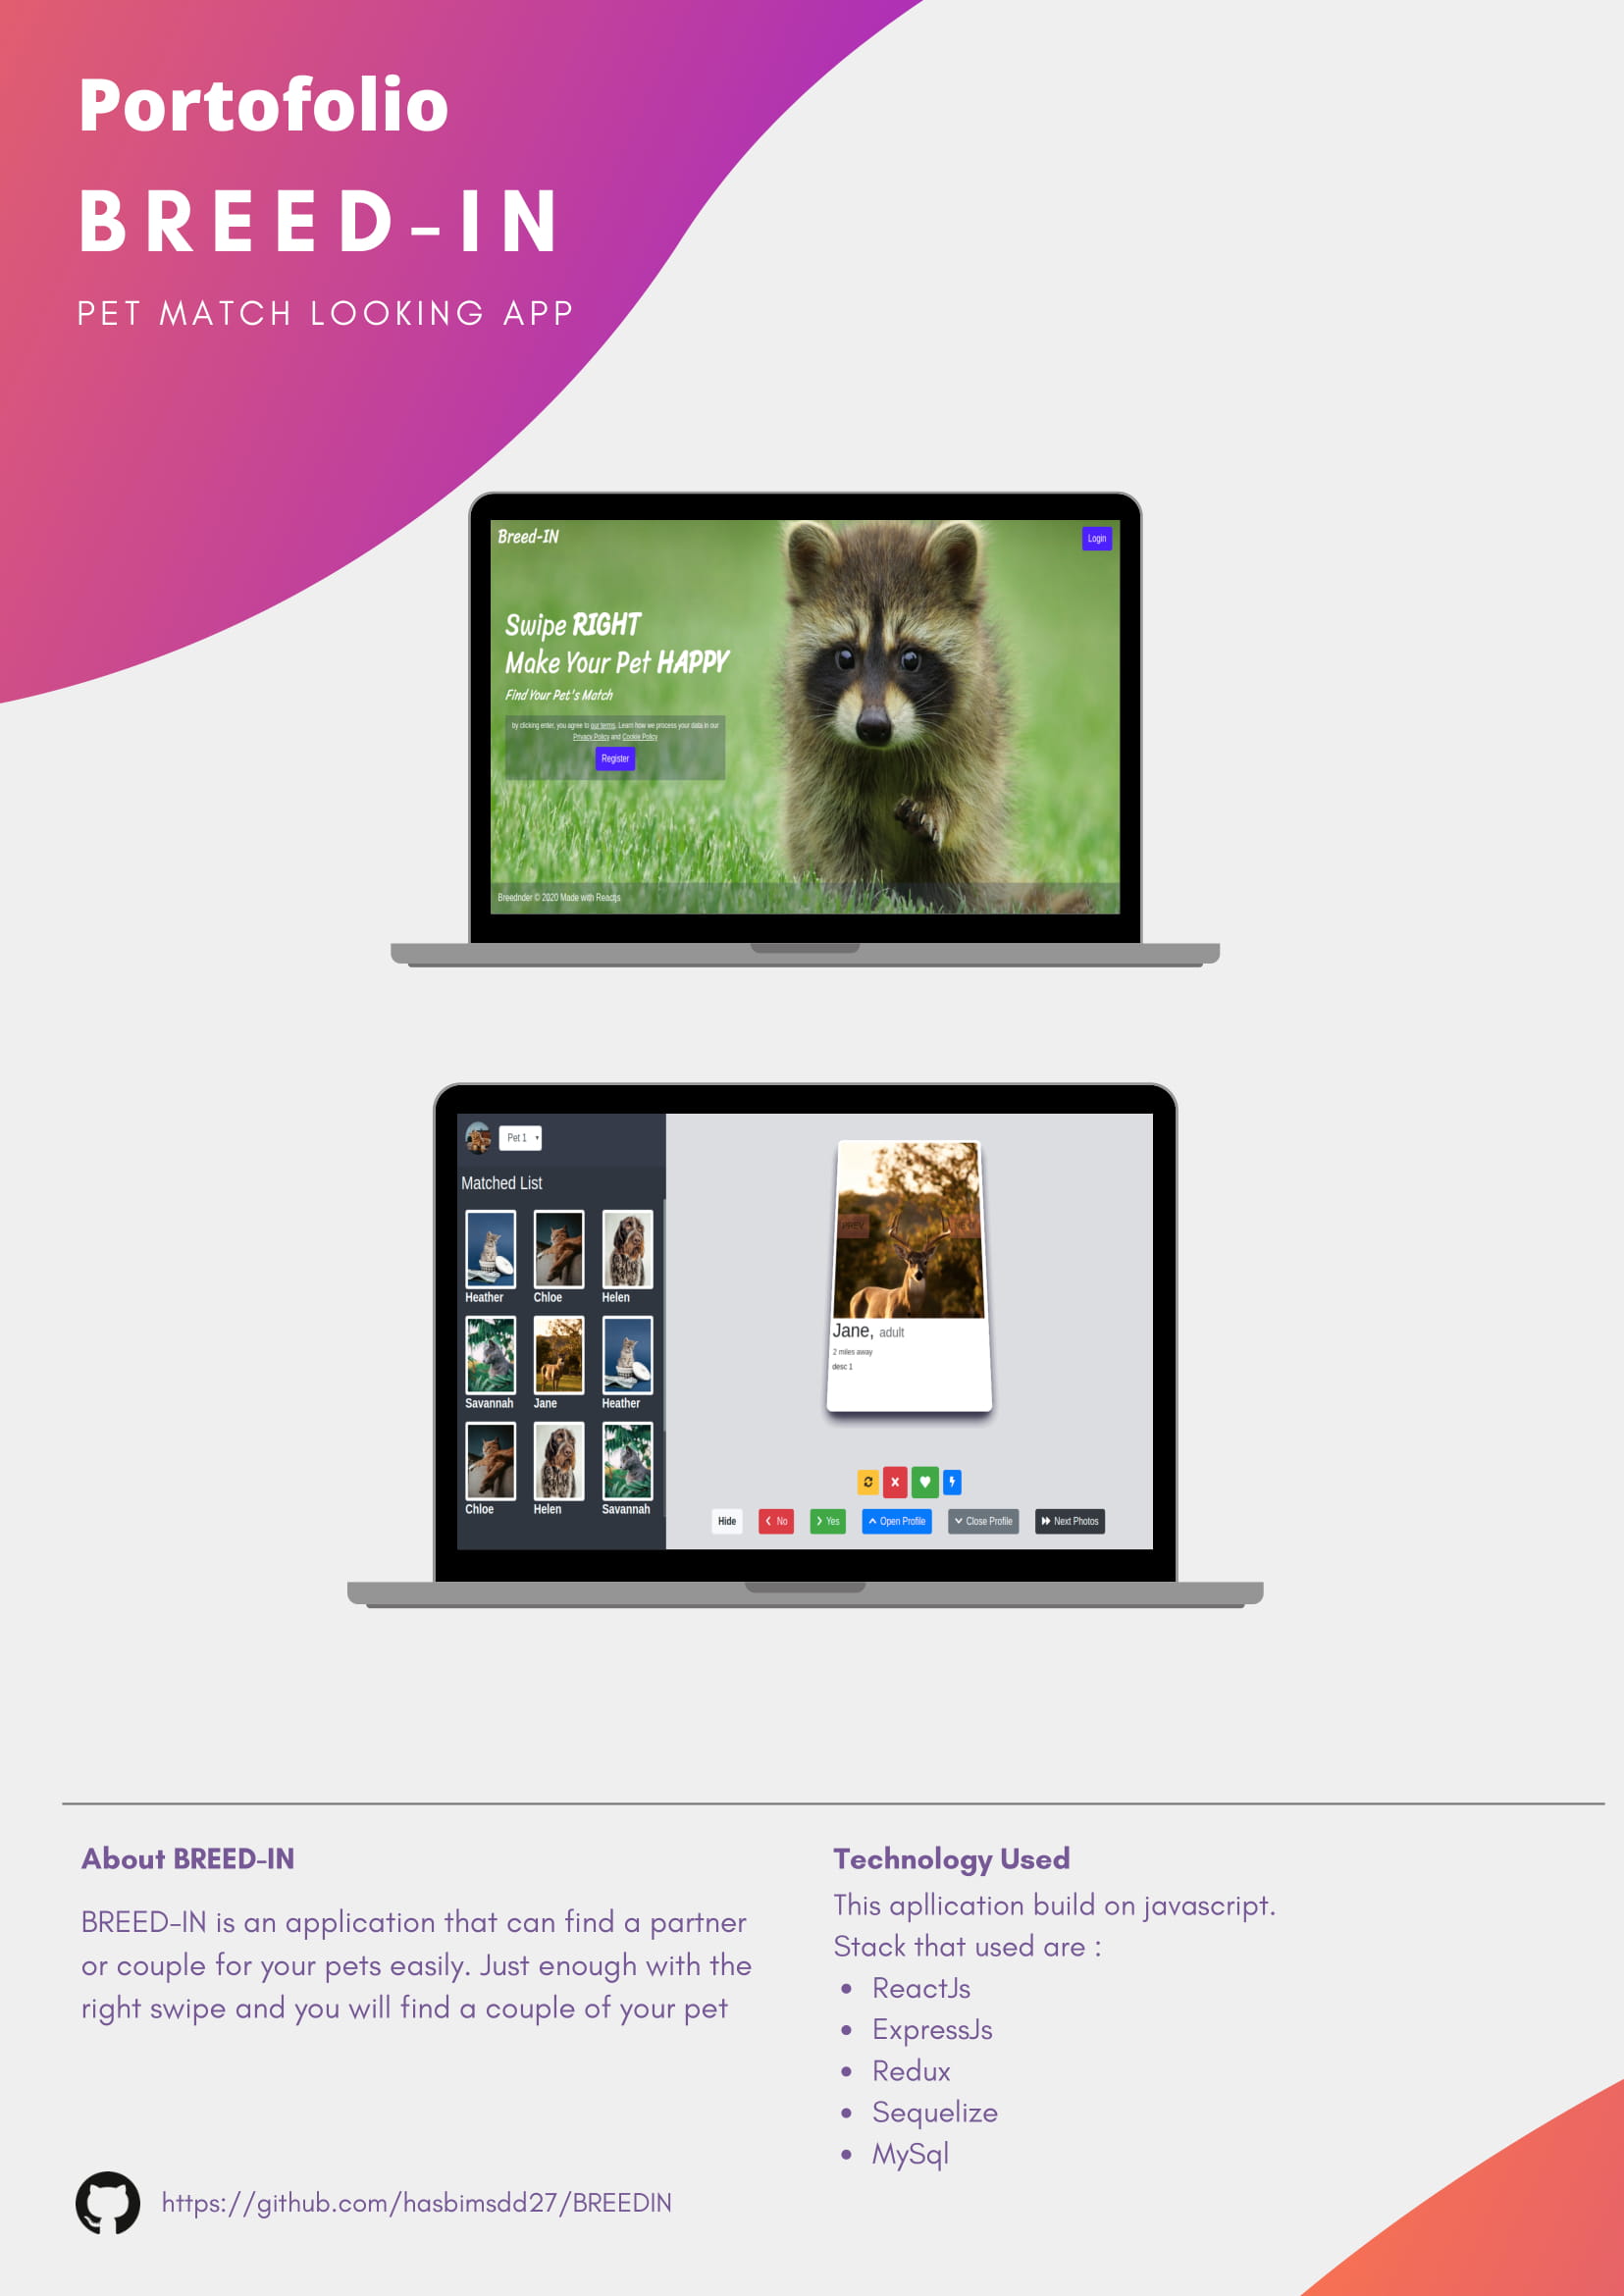 Portofolio
BREED-IN
PET MATCH LOOKING APP
Breed-IN
Login
Swipe RIGHT
Make Your Pet HAPPY
Find Your Pet's Match
by clicking enter, you agree to our terms. Learn how we process your data in our
Privacy Policy and Cookie Policy
Register
Breednder © 2020 Made with Reactjs
Pet 1
Matched List
Heather Chloe Helen
Savannah Jane Heather
Chloe Helen Savannah
PREV
Jane, adult
2 miles away
desc 1
Hide No Yes Open Profile Close Profile Next Photos
About BREED-IN
BREED-IN is an application that can find a partner
or couple for your pets easily. Just enough with the
right swipe and you will find a couple of your pet
Technology Used
This apllication build on javascript.
Stack that used are :
• ReactJs
• ExpressJs
• Redux
• Sequelize
• MySql
https://github.com/hasbimsdd27/BREEDIN